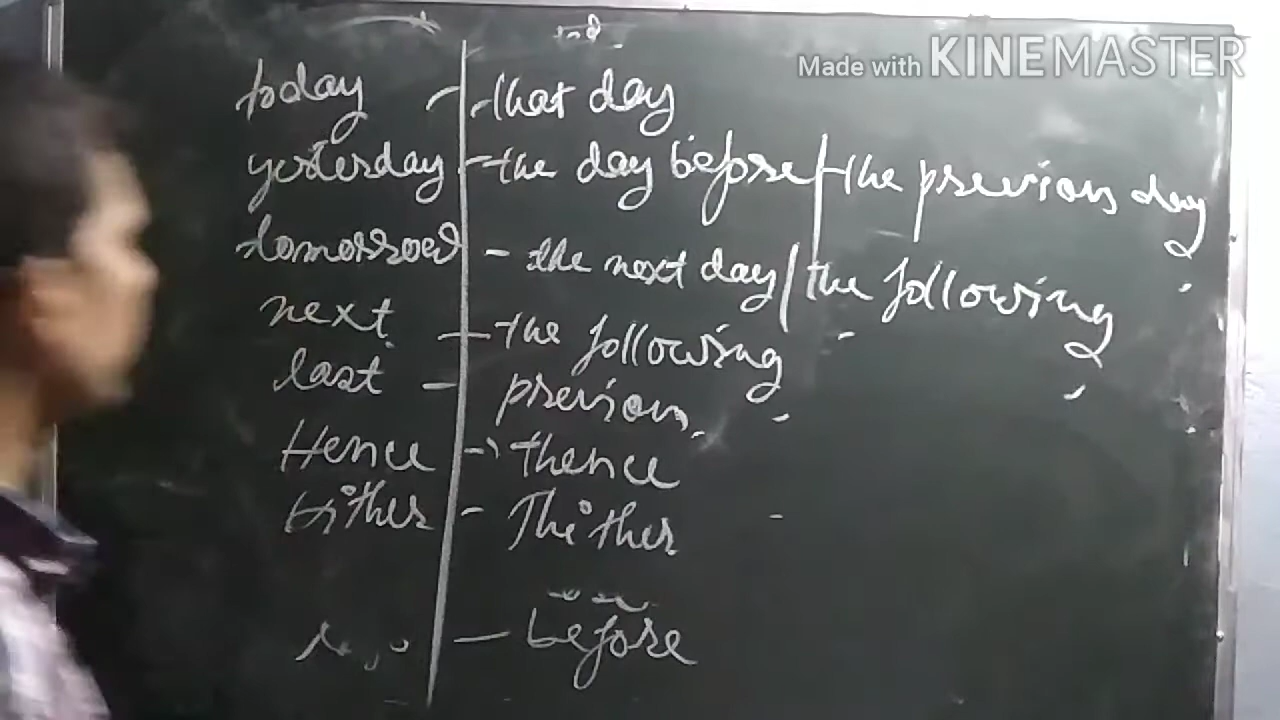 Made with KINEMASTER
today - that day
yesterday - the day before / the previous day
tomorrow - the next day / the following
next - the following
last - previous
Hence - thence
Hither - Thither
— before